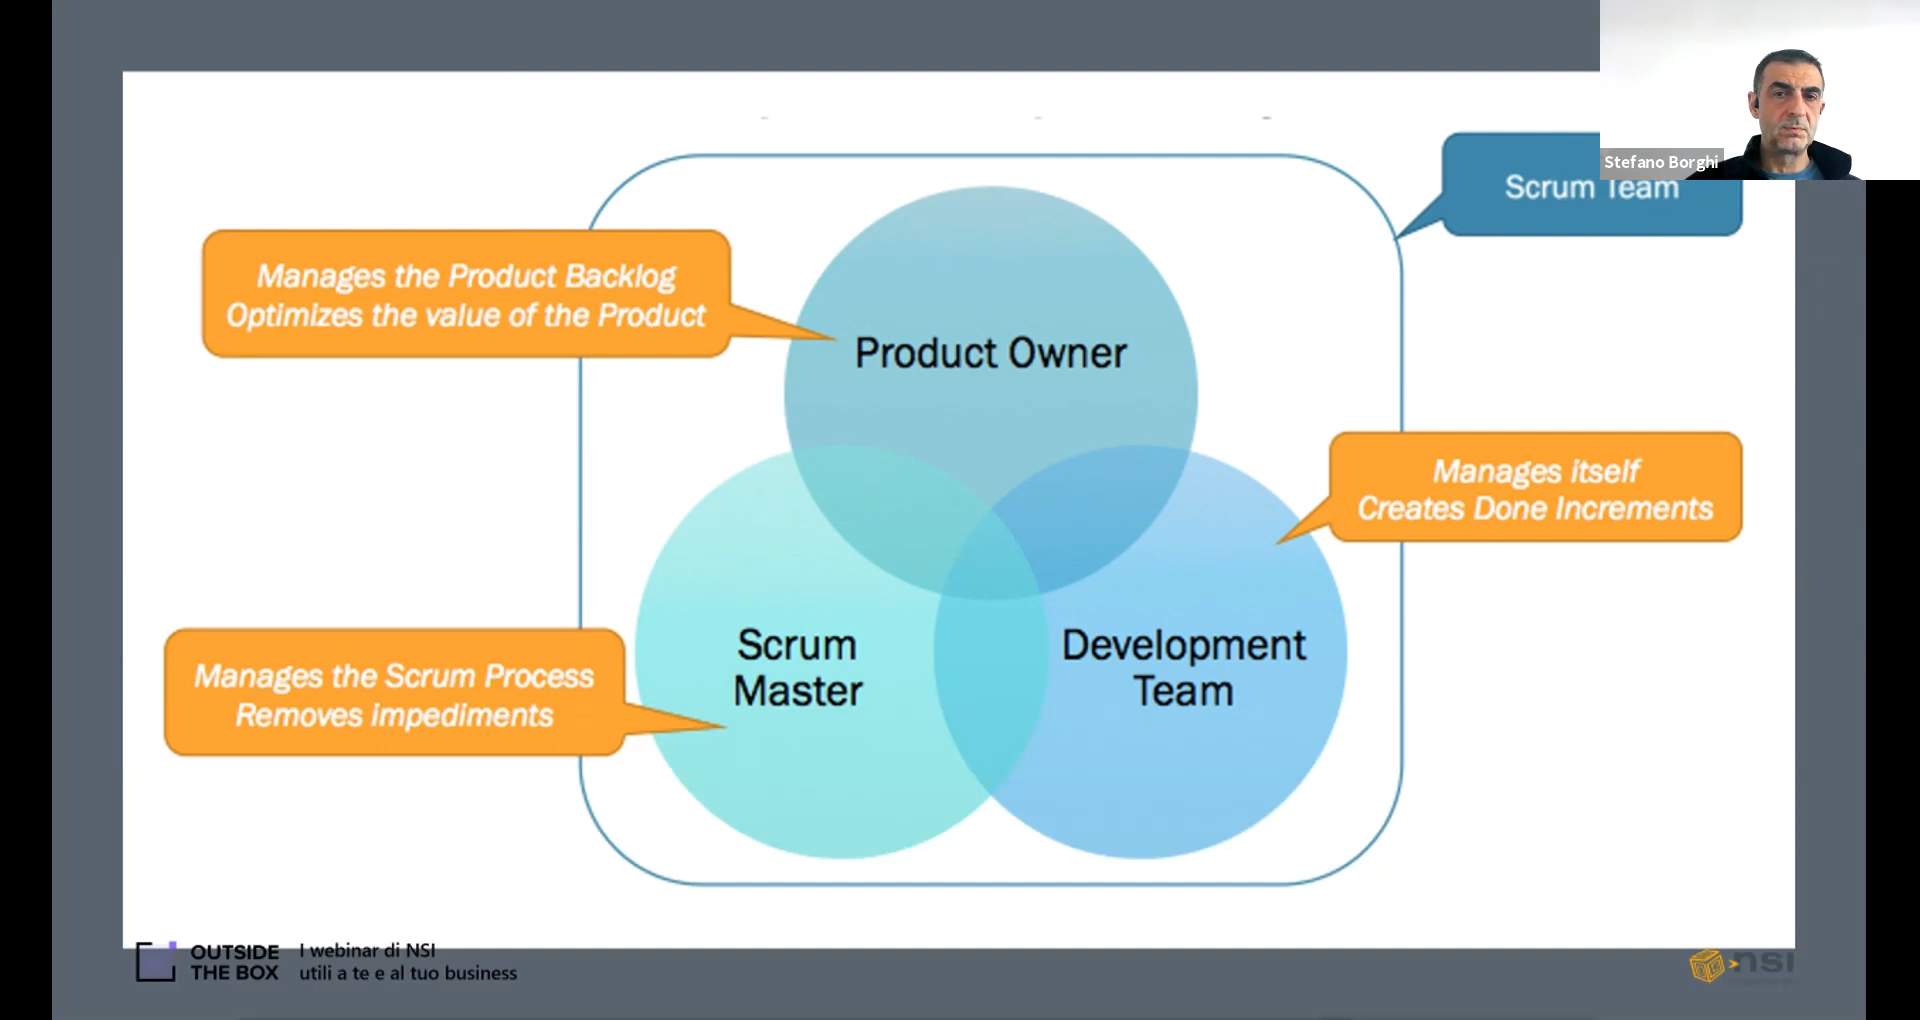 Stefano Borghi
Scrum Team
Manages the Product Backlog
Optimizes the value of the Product
Product Owner
Manages itself
Creates Done Increments
Scrum
Master
Development
Team
Manages the Scrum Process
Removes impediments
OUTSIDE
THE BOX
I webinar di NSI
utili a te e al tuo business
nsi